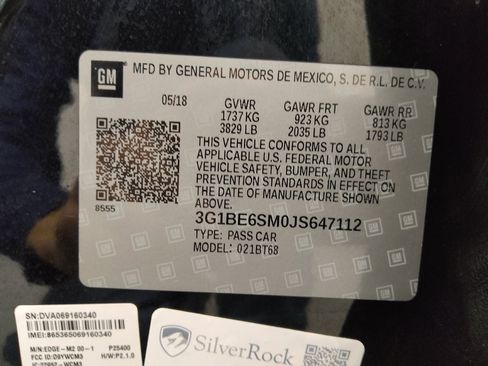 GM
MFD BY GENERAL MOTORS DE MEXICO, S. DE R.L. DE C.V.
05/18 GVWR GAWR FRT GAWR RR
1737 KG 923 KG 813 KG
3829 LB 2035 LB 1793 LB
THIS VEHICLE CONFORMS TO ALL
APPLICABLE U.S. FEDERAL MOTOR
VEHICLE SAFETY, BUMPER, AND THEFT
PREVENTION STANDARDS IN EFFECT ON
THE DATE OF MANUFACTURE SHOWN
ABOVE.
8555
3G1BE6SM0JS647112
TYPE: PASS CAR
MODEL: 021BT68
SN:DVA069160340
IMEI:865365069160340
M/N:EDGE-M2 00-1 P25400
FCC ID:D9YWCM3 H/W:P2.1.0
SilverRock